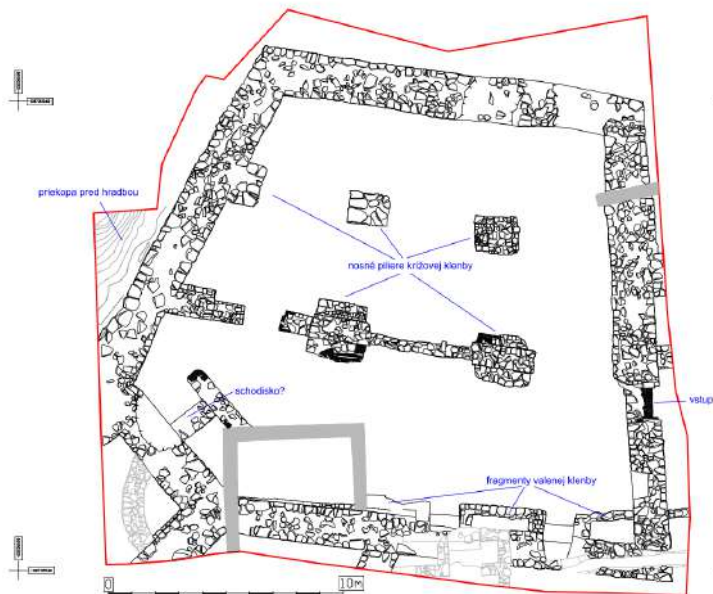 priekopa pred hradbou
nosné piliere krížovej klenby
schodisko?
vstup
fragmenty valenej klenby
0
10m